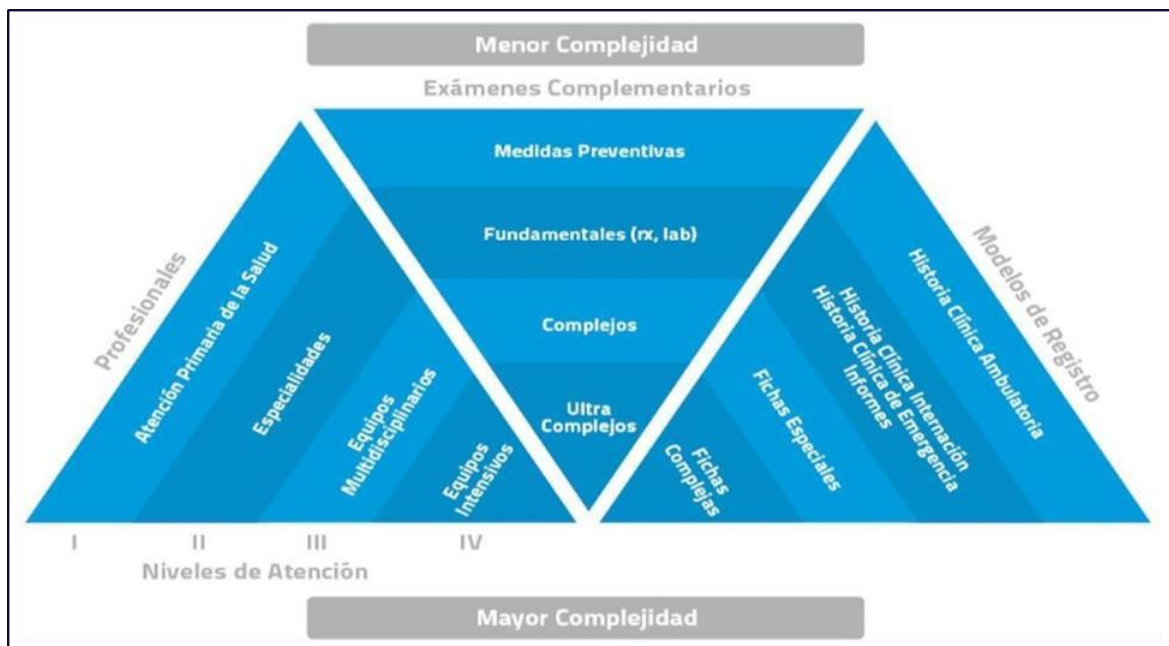 Menor Complejidad
Exámenes Complementarios
Medidas Preventivas
Fundamentales (rx, lab)
Complejos
Ultra
Complejos
Profesionales
Atención Primaria de la Salud
Especialidades
Equipos
Multidisciplinarios
Equipos
Intensivos
Fichas
Complejas
Fichas Especiales
Historia Clínica Internación
Historia Clínica de Emergencia
Informes
Historia Clínica Ambulatoria
Modelos de Registro
I II III IV
Niveles de Atención
Mayor Complejidad